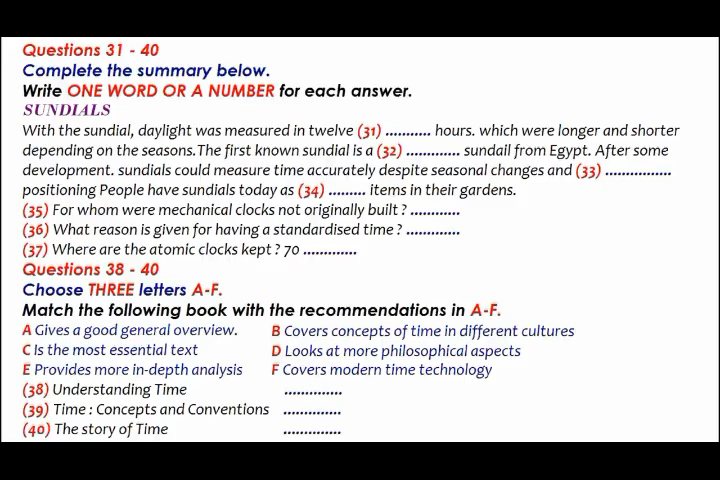 Questions 31 - 40
Complete the summary below.
Write ONE WORD OR A NUMBER for each answer.
SUNDIALS
With the sundial, daylight was measured in twelve (31) ........... hours. which were longer and shorter
depending on the seasons.The first known sundial is a (32) ............. sundail from Egypt. After some
development. sundials could measure time accurately despite seasonal changes and (33) ................
positioning People have sundials today as (34) ......... items in their gardens.
(35) For whom were mechanical clocks not originally built ? ............
(36) What reason is given for having a standardised time ? .............
(37) Where are the atomic clocks kept ? 70 .............
Questions 38 - 40
Choose THREE letters A-F.
Match the following book with the recommendations in A-F.
A Gives a good general overview. B Covers concepts of time in different cultures
C Is the most essential text D Looks at more philosophical aspects
E Provides more in-depth analysis F Covers modern time technology
(38) Understanding Time ..............
(39) Time : Concepts and Conventions ..............
(40) The story of Time ..............